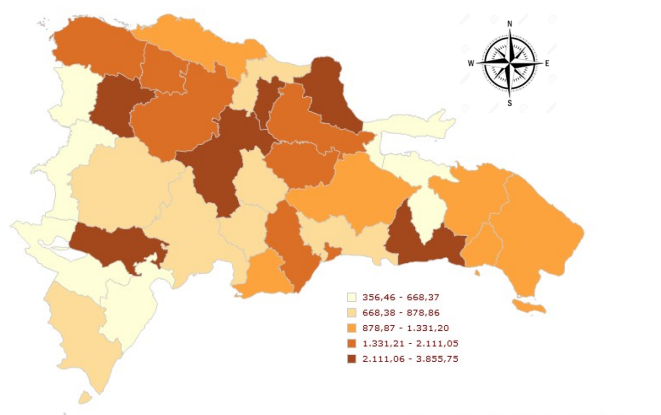 N
W E
S
356,46 - 668,37
668,38 - 878,86
878,87 - 1.331,20
1.331,21 - 2.111,05
2.111,06 - 3.855,75